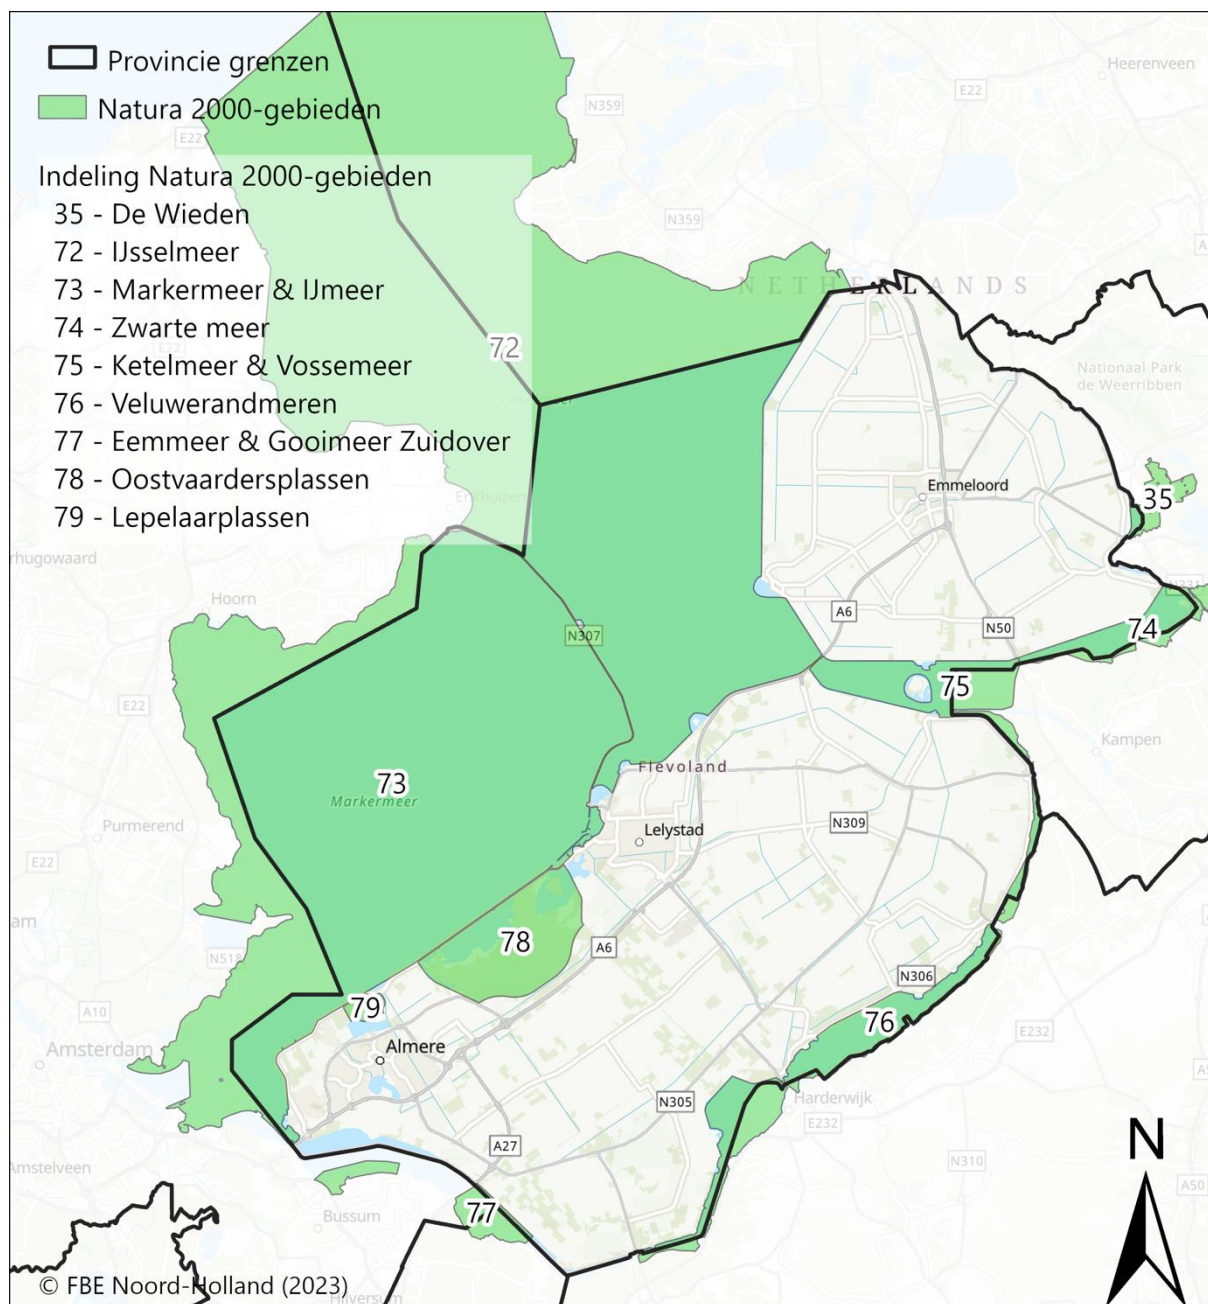 Provincie grenzen
Natura 2000-gebieden
Indeling Natura 2000-gebieden
35 - De Wieden
72 - IJsselmeer
73 - Markermeer & IJmeer
74 - Zwarte meer
75 - Ketelmeer & Vossemeer
76 - Veluwerandmeren
77 - Eemmeer & Gooimeer Zuidover
78 - Oostvaardersplassen
79 - Lepelaarplassen
Heerenveen
E22
N359
E22
N359
NETHERLANDS
72
Nationaal Park
de Weerribben
Emmeloord
35
Enkhuizen
rhugowaard
Hoorn
A6
N50
N331
74
N307
75
E22
Kampen
Flevoland
73
Markermeer
Purmerend
Lelystad
N309
E22
78
A6
N518
N306
79
76
A10
E232
Amsterdam
Almere
N305
Harderwijk
E232
A27
N310
N
Amstelveen
A50
77
Bussum
© FBE Noord-Holland (2023)
Hilversum